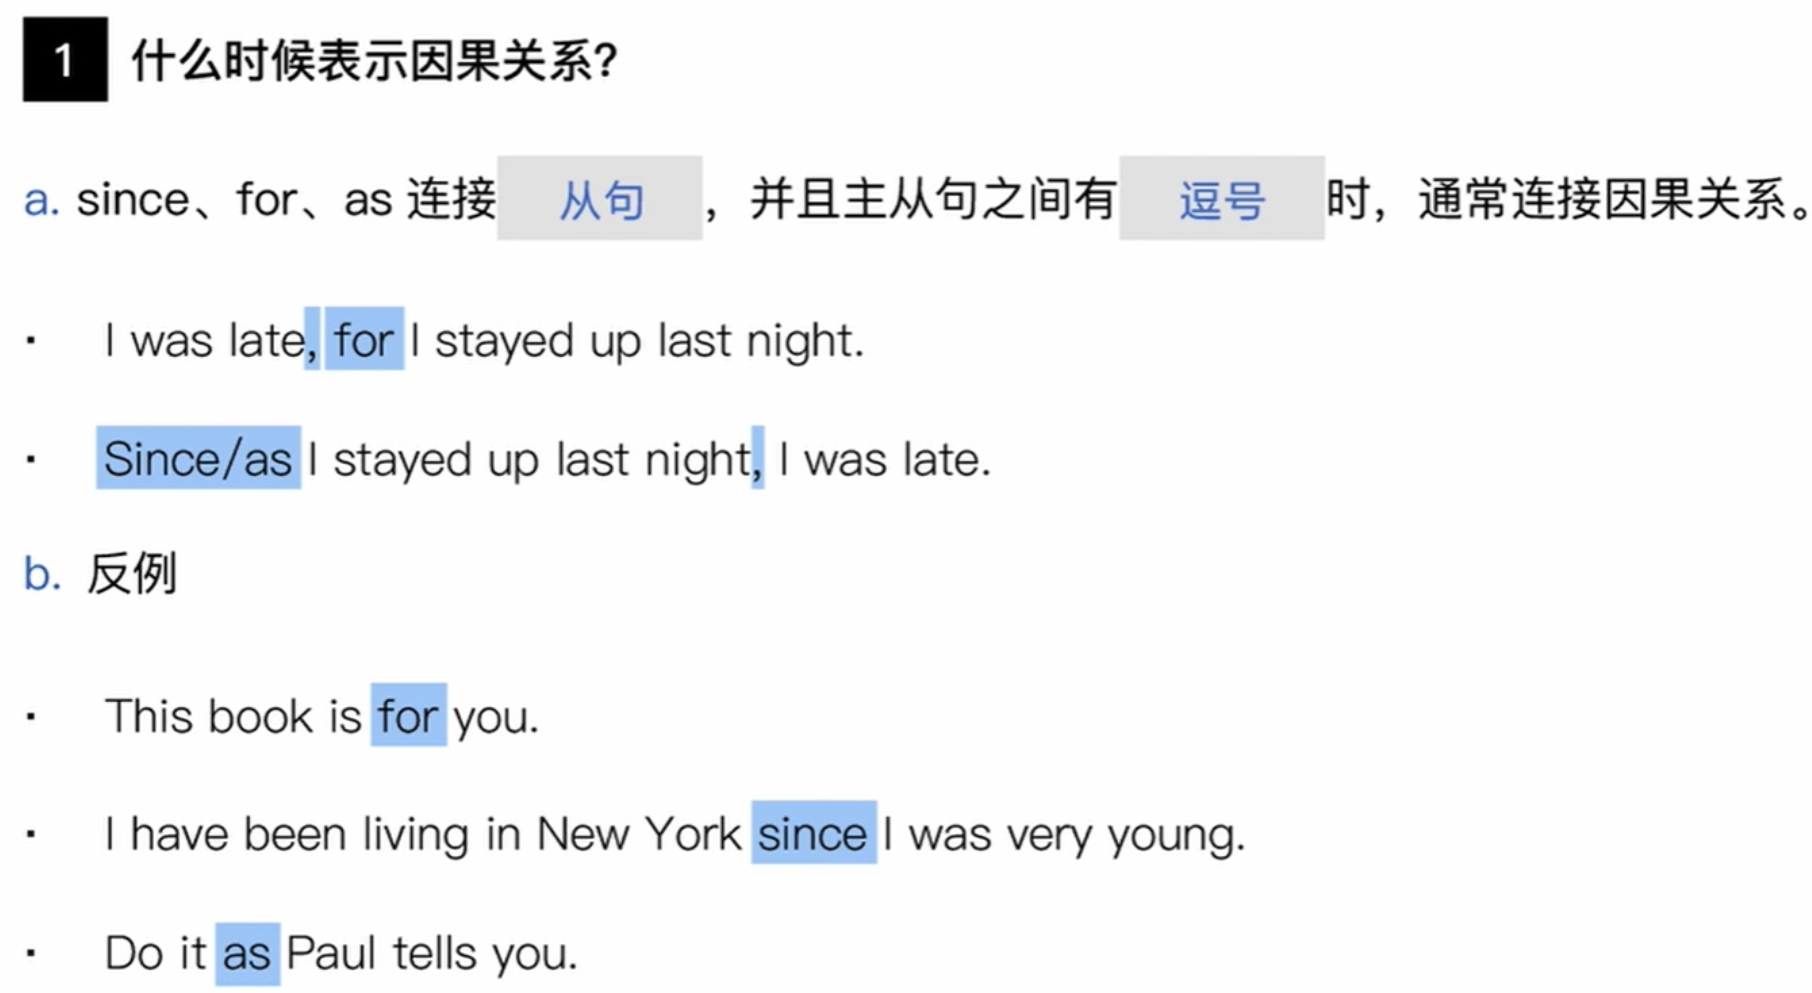 1 什么时候表示因果关系?
a. since、for、as 连接 从句 ，并且主从句之间有 逗号 时，通常连接因果关系。
· I was late, for I stayed up last night.
· Since/as I stayed up last night, I was late.
b. 反例
· This book is for you.
· I have been living in New York since I was very young.
· Do it as Paul tells you.